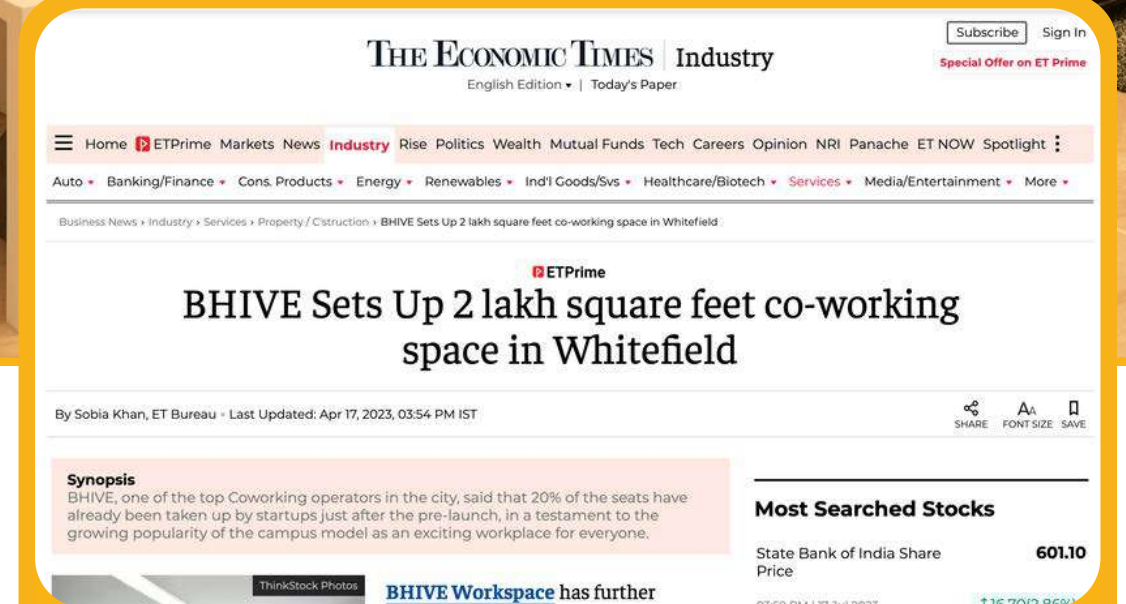 Subscribe Sign In
THE ECONOMIC TIMES | Industry
Special Offer on ET Prime
English Edition ▾ | Today's Paper
Home ETPrime Markets News Industry Rise Politics Wealth Mutual Funds Tech Careers Opinion NRI Panache ET NOW Spotlight
Auto Banking/Finance Cons. Products Energy Renewables Ind'l Goods/Svs Healthcare/Biotech Services Media/Entertainment More
Business News › Industry › Services › Property / C'struction › BHIVE Sets Up 2 lakh square feet co-working space in Whitefield
ETPrime
BHIVE Sets Up 2 lakh square feet co-working
space in Whitefield
By Sobia Khan, ET Bureau • Last Updated: Apr 17, 2023, 03:54 PM IST
SHARE FONT SIZE SAVE
Synopsis
BHIVE, one of the top Coworking operators in the city, said that 20% of the seats have
already been taken up by startups just after the pre-launch, in a testament to the
growing popularity of the campus model as an exciting workplace for everyone.
ThinkStock Photos
BHIVE Workspace has further
Most Searched Stocks
State Bank of India Share
Price
601.10